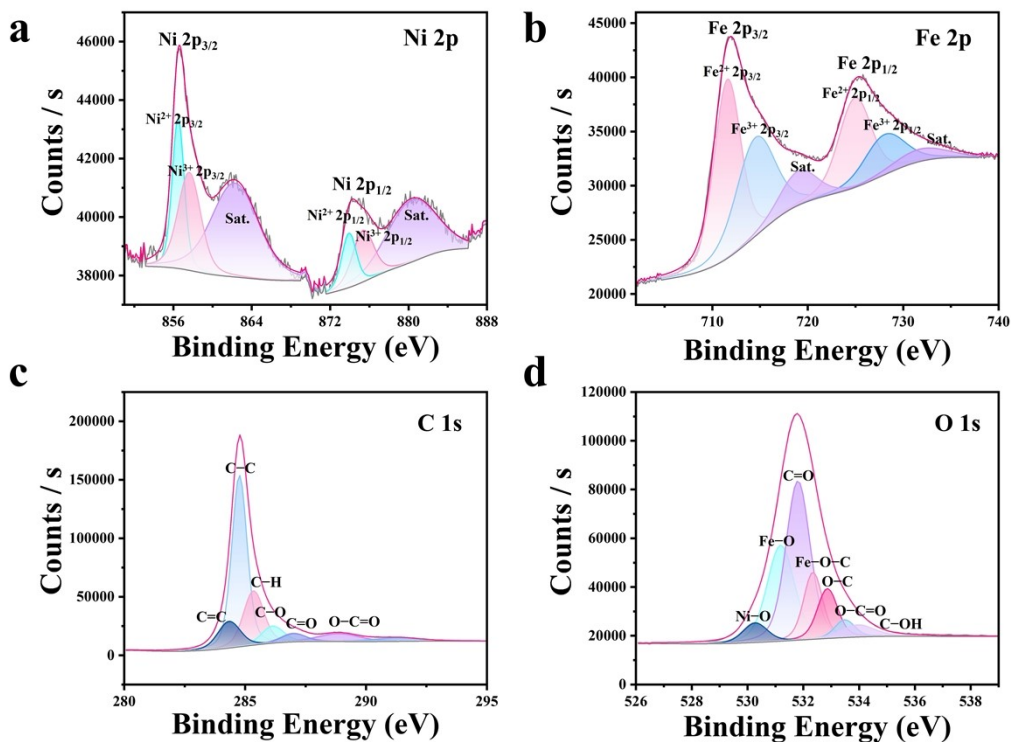 a
Ni 2p
Ni 2p3/2
Ni²⁺ 2p3/2
Ni³⁺ 2p3/2
Sat.
Ni 2p1/2
Ni²⁺ 2p1/2
Ni³⁺ 2p1/2
Sat.
46000
44000
42000
40000
38000
Counts / s
856
864
872
880
888
Binding Energy (eV)
b
Fe 2p
Fe 2p3/2
Fe²⁺ 2p3/2
Fe³⁺ 2p3/2
Sat.
Fe 2p1/2
Fe²⁺ 2p1/2
Fe³⁺ 2p1/2
Sat.
45000
40000
35000
30000
25000
20000
Counts / s
710
720
730
740
Binding Energy (eV)
c
C 1s
C–C
C–H
C=C
C–O
C=O
O–C=O
200000
150000
100000
50000
0
Counts / s
280
285
290
295
Binding Energy (eV)
d
O 1s
C=O
Fe–O
Fe–O–C
O–C
Ni–O
O–C=O
C–OH
120000
100000
80000
60000
40000
20000
0
Counts / s
526
528
530
532
534
536
538
Binding Energy (eV)